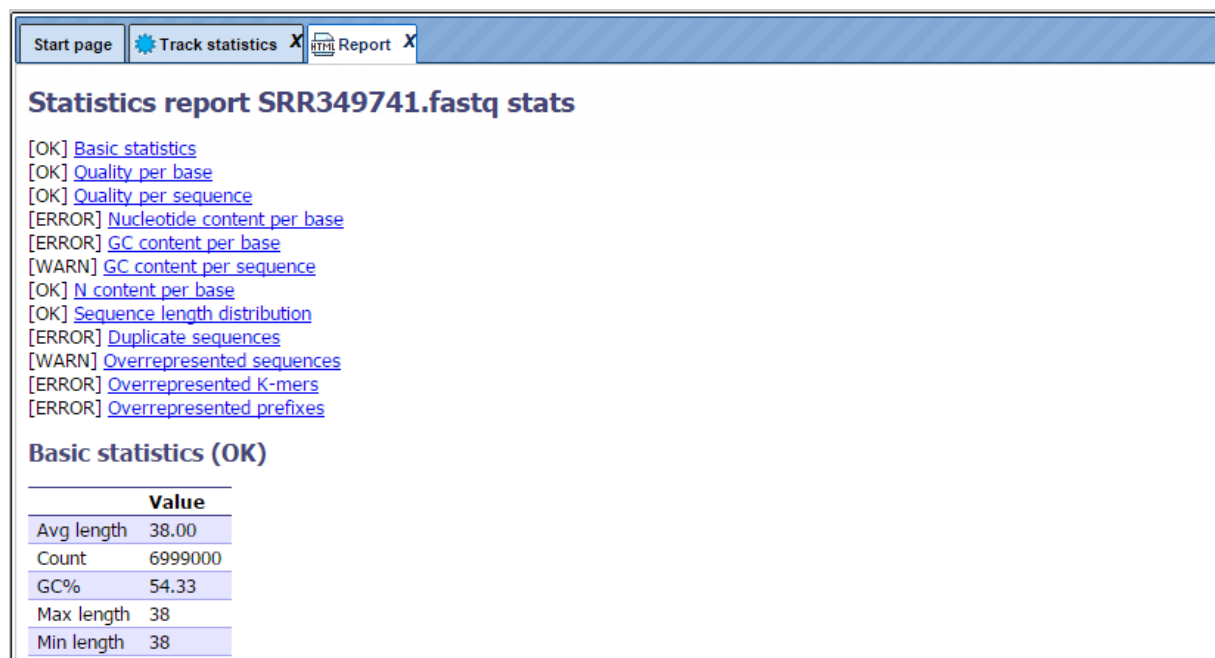 Start page Track statistics X HTML Report X
Statistics report SRR349741.fastq stats
[OK] Basic statistics
[OK] Quality per base
[OK] Quality per sequence
[ERROR] Nucleotide content per base
[ERROR] GC content per base
[WARN] GC content per sequence
[OK] N content per base
[OK] Sequence length distribution
[ERROR] Duplicate sequences
[WARN] Overrepresented sequences
[ERROR] Overrepresented K-mers
[ERROR] Overrepresented prefixes
Basic statistics (OK)
Value
Avg length 38.00
Count 6999000
GC% 54.33
Max length 38
Min length 38